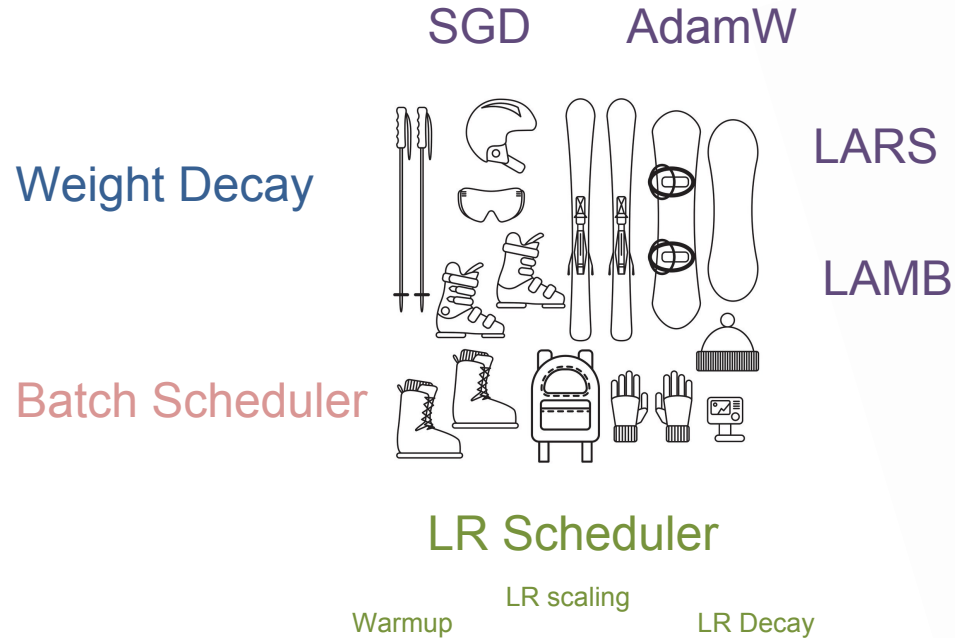 SGD
AdamW
LARS
Weight Decay
LAMB
Batch Scheduler
LR Scheduler
LR scaling
Warmup
LR Decay